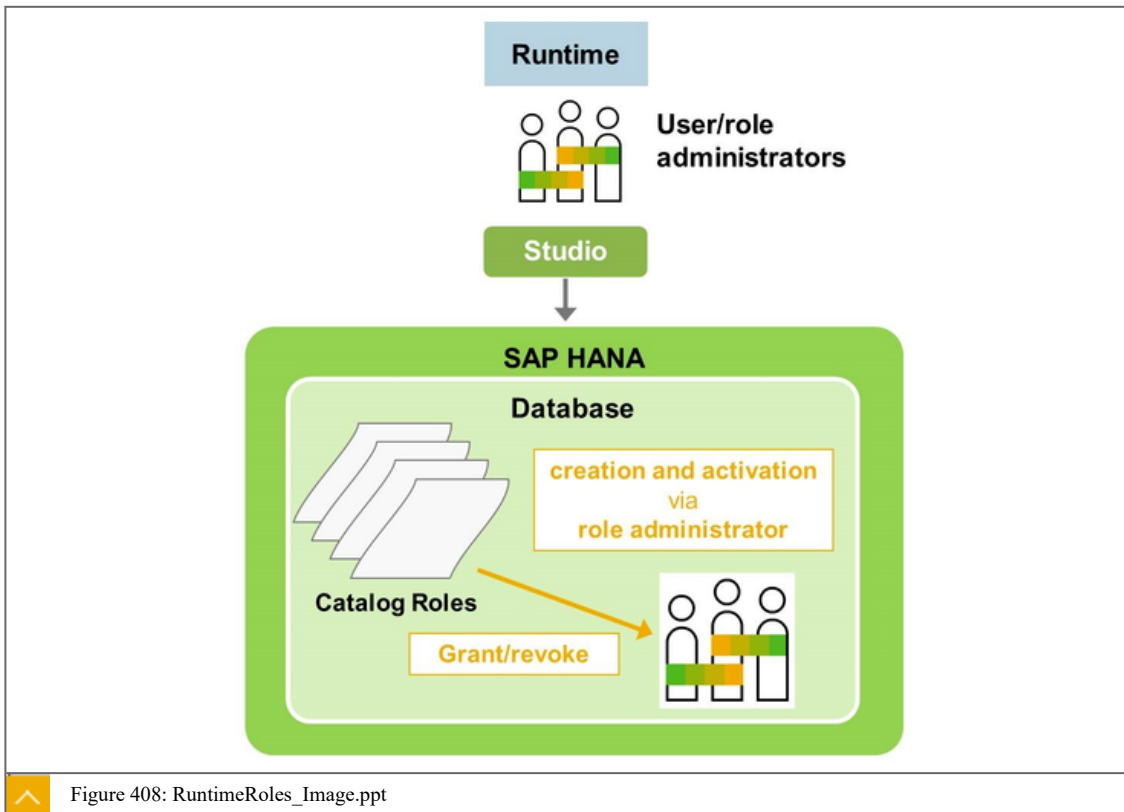 Runtime
User/role
administrators
Studio
SAP HANA
Database
creation and activation
via
role administrator
Catalog Roles
Grant/revoke
Figure 408: RuntimeRoles_Image.ppt